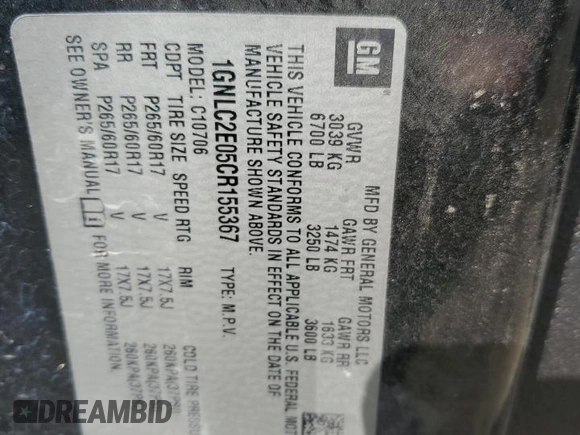 GM
MFD BY GENERAL MOTORS LLC
GVWR GAWR FRT GAWR RR
3039 KG 1474 KG 1633 KG
6700 LB 3250 LB 3600 LB
THIS VEHICLE CONFORMS TO ALL APPLICABLE U.S. FEDERAL
VEHICLE SAFETY STANDARDS IN EFFECT ON THE DATE OF
MANUFACTURE SHOWN ABOVE.
1GNLC2E05CR155367 TYPE: M.P.V.
MODEL: C10706
CDPT TIRE SIZE SPEED RTG RIM COLD TIRE
FRT P265/60R17 V 17X7.5J
RR P265/60R17 V 17X7.5J
SPA P265/60R17 V 17X7.5J
SEE OWNER'S MANUAL FOR MORE INFORMATION.
DREAMBID